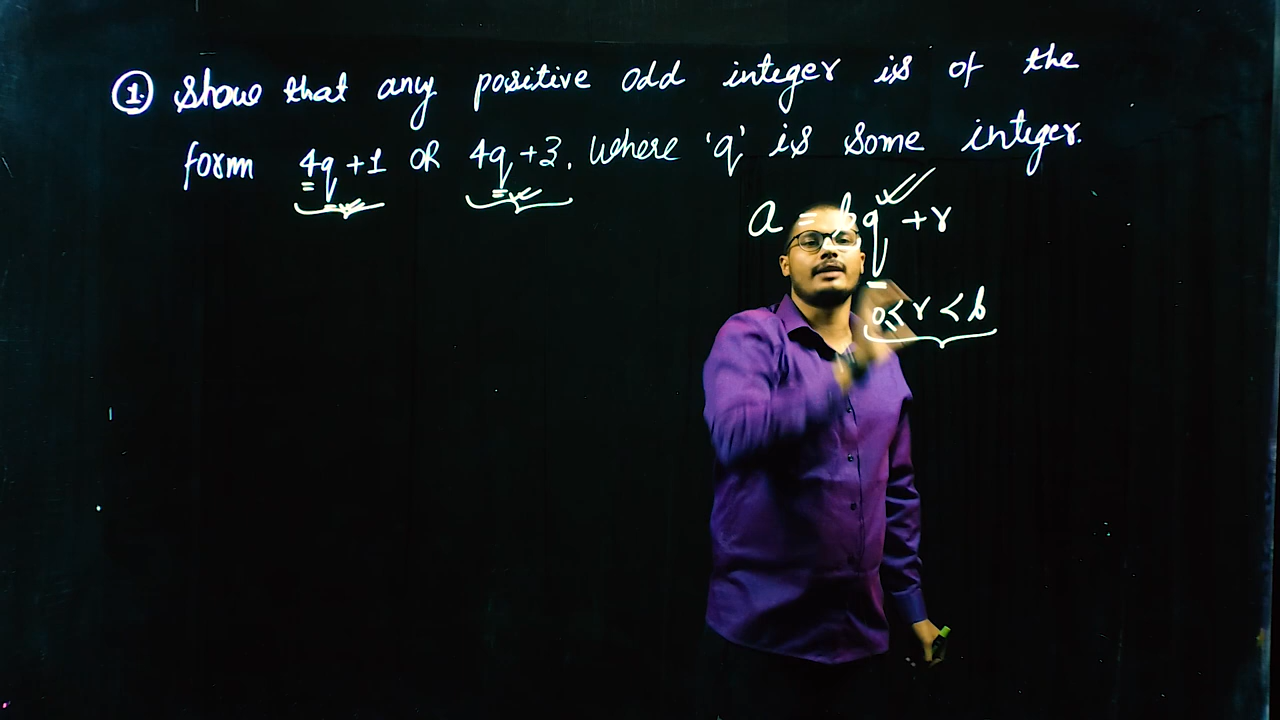 ① Show that any positive odd integer is of the
form 4q + 1 OR 4q + 3, Where 'q' is some integer.
a = bq + r
0 ≤ r < b